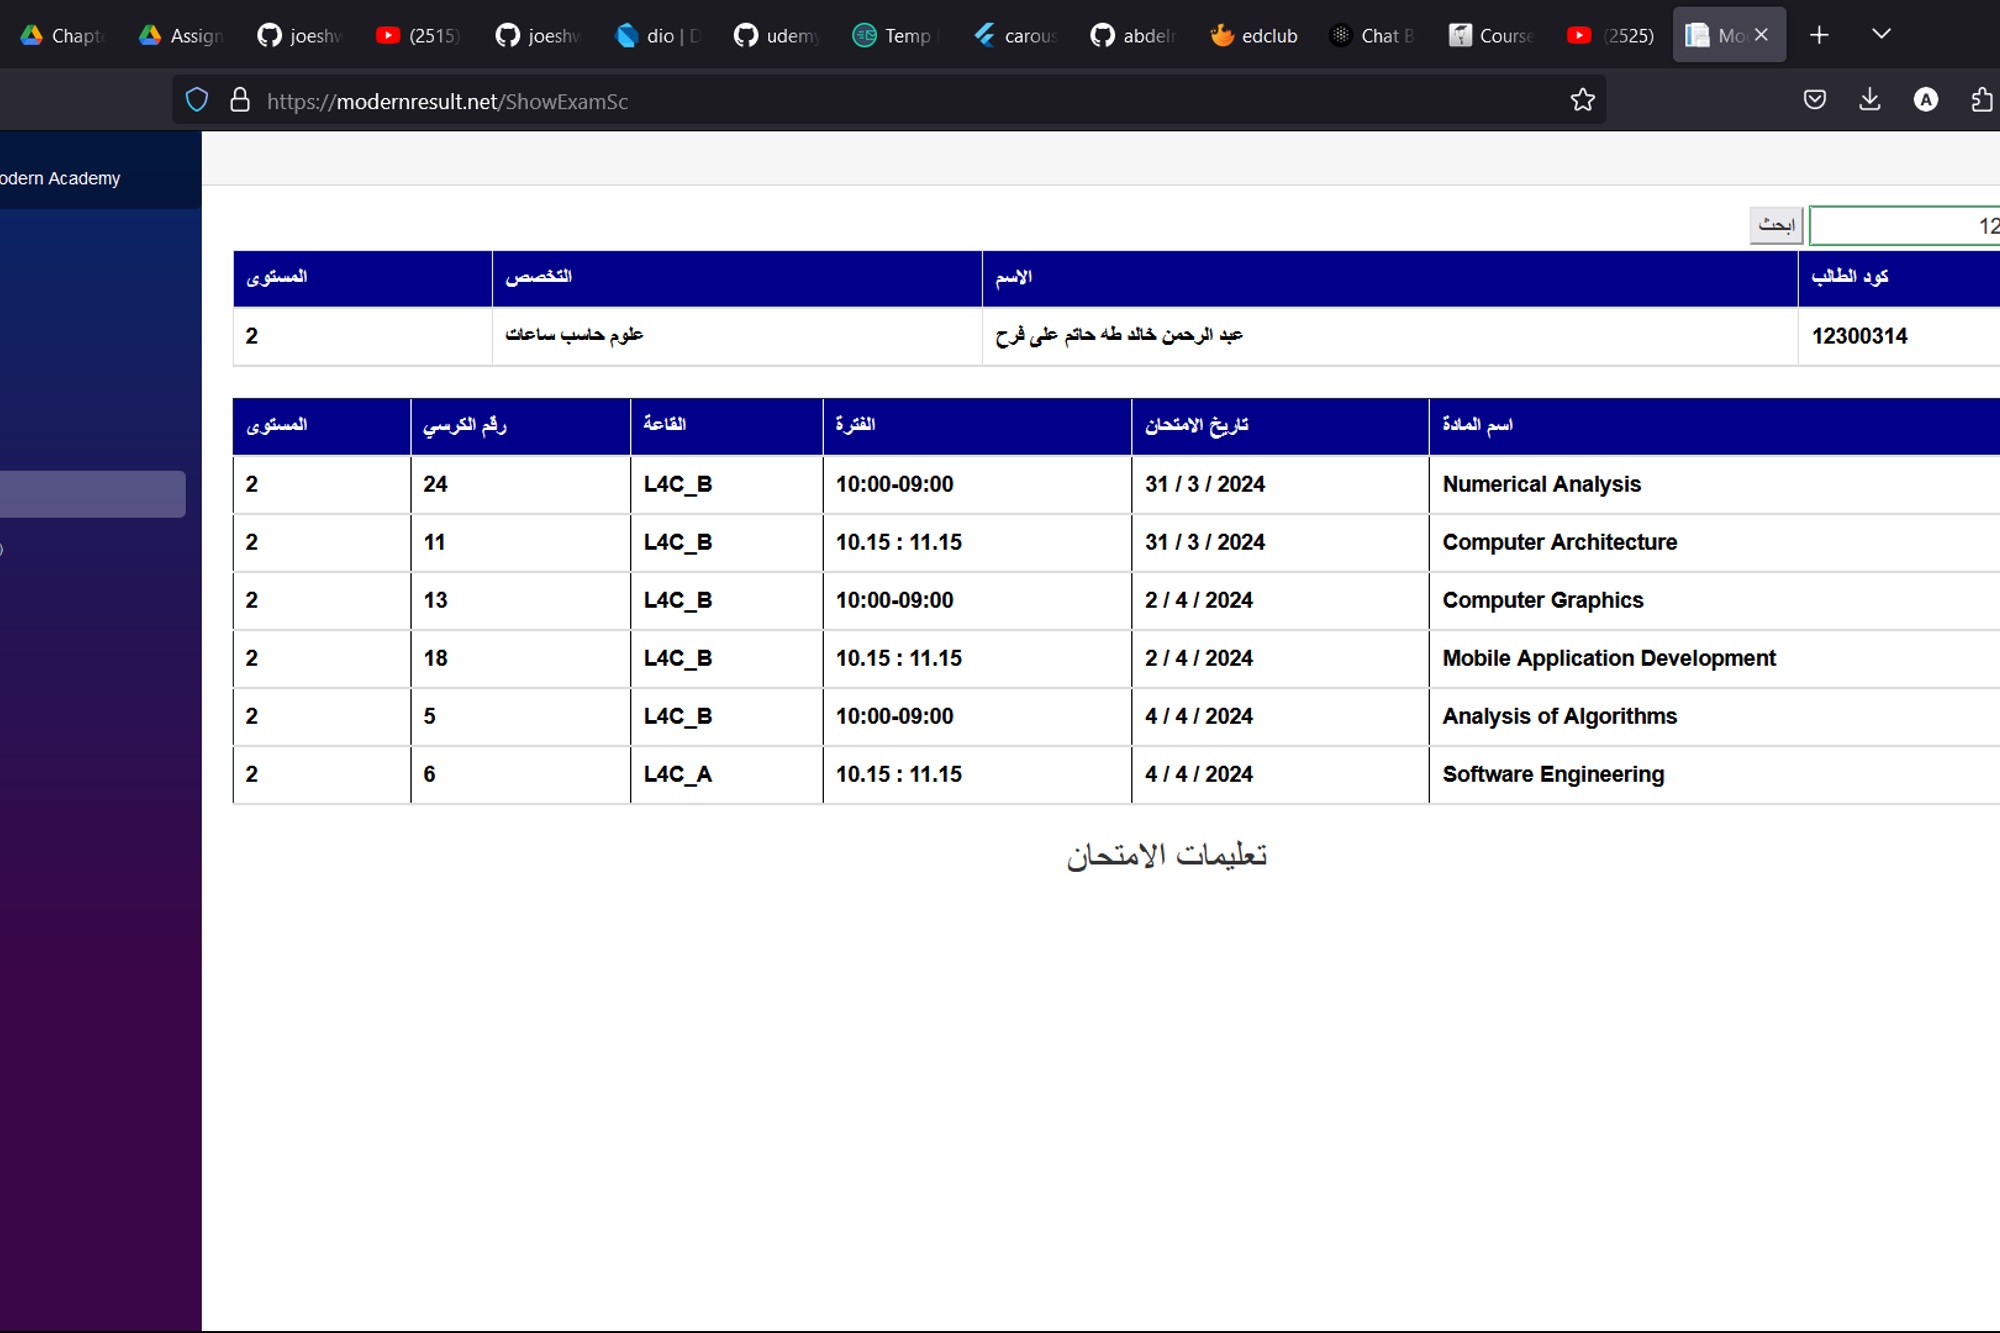 Chapt Assign joeshw (2515) joeshw dio | D udemy Temp carous abdelr edclub Chat B Course (2525) Mo
https://modernresult.net/ShowExamSc
odern Academy
ابحث 12
كود الطالب الاسم التخصص المستوى
12300314 عبد الرحمن خالد طه حاتم على فرح علوم حاسب ساعات 2
اسم المادة تاريخ الامتحان الفترة القاعة رقم الكرسي المستوى
2 24 L4C_B 10:00-09:00 31 / 3 / 2024 Numerical Analysis
2 11 L4C_B 10.15 : 11.15 31 / 3 / 2024 Computer Architecture
2 13 L4C_B 10:00-09:00 2 / 4 / 2024 Computer Graphics
2 18 L4C_B 10.15 : 11.15 2 / 4 / 2024 Mobile Application Development
2 5 L4C_B 10:00-09:00 4 / 4 / 2024 Analysis of Algorithms
2 6 L4C_A 10.15 : 11.15 4 / 4 / 2024 Software Engineering
تعليمات الامتحان